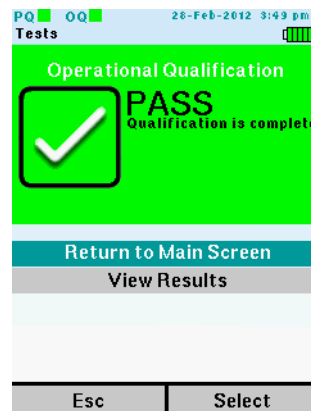 PQ OQ 28-Feb-2012 3:49 pm
Tests
Operational Qualification
PASS
Qualification is complete
Return to Main Screen
View Results
Esc Select